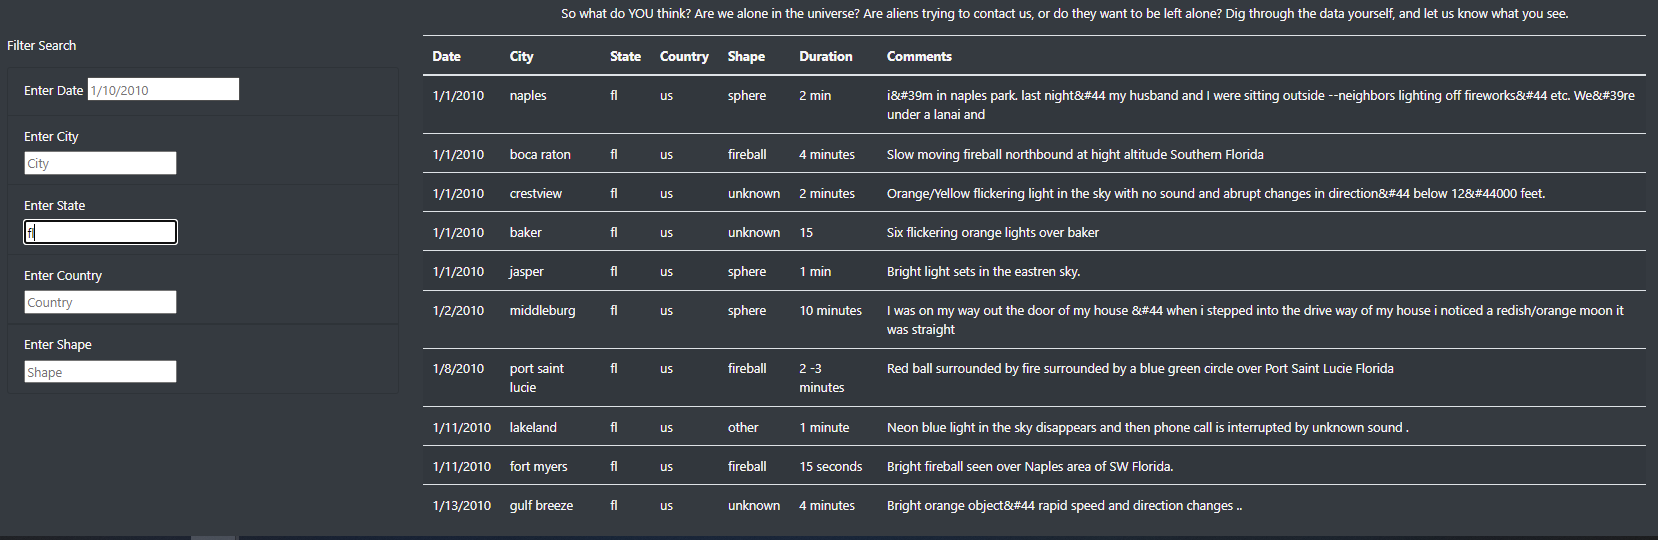 So what do YOU think? Are we alone in the universe? Are aliens trying to contact us, or do they want to be left alone? Dig through the data yourself, and let us know what you see.
Filter Search
Enter Date 1/10/2010
Enter City
City
Enter State
fl
Enter Country
Country
Enter Shape
Shape
Date City State Country Shape Duration Comments
1/1/2010 naples fl us sphere 2 min i&#39m in naples park. last night&#44 my husband and I were sitting outside --neighbors lighting off fireworks&#44 etc. We&#39re
under a lanai and
1/1/2010 boca raton fl us fireball 4 minutes Slow moving fireball northbound at hight altitude Southern Florida
1/1/2010 crestview fl us unknown 2 minutes Orange/Yellow flickering light in the sky with no sound and abrupt changes in direction&#44 below 12&#44000 feet.
1/1/2010 baker fl us unknown 15 Six flickering orange lights over baker
1/1/2010 jasper fl us sphere 1 min Bright light sets in the eastren sky.
1/2/2010 middleburg fl us sphere 10 minutes I was on my way out the door of my house &#44 when i stepped into the drive way of my house i noticed a redish/orange moon it
was straight
1/8/2010 port saint fl us fireball 2 -3 Red ball surrounded by fire surrounded by a blue green circle over Port Saint Lucie Florida
lucie minutes
1/11/2010 lakeland fl us other 1 minute Neon blue light in the sky disappears and then phone call is interrupted by unknown sound .
1/11/2010 fort myers fl us fireball 15 seconds Bright fireball seen over Naples area of SW Florida.
1/13/2010 gulf breeze fl us unknown 4 minutes Bright orange object&#44 rapid speed and direction changes ..